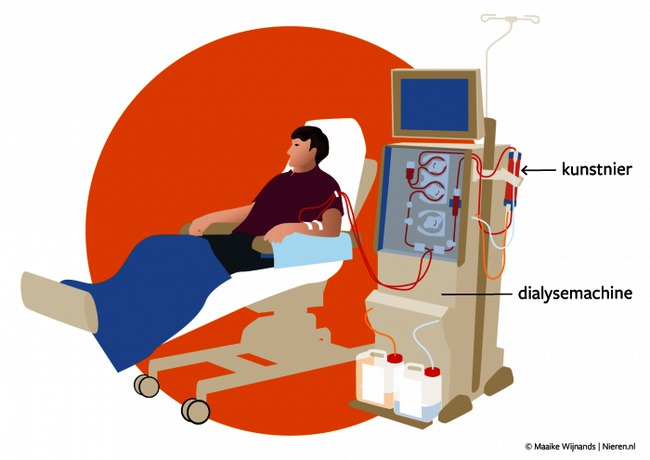 kunstnier
dialysemachine
© Maaike Wijnands | Nieren.nl